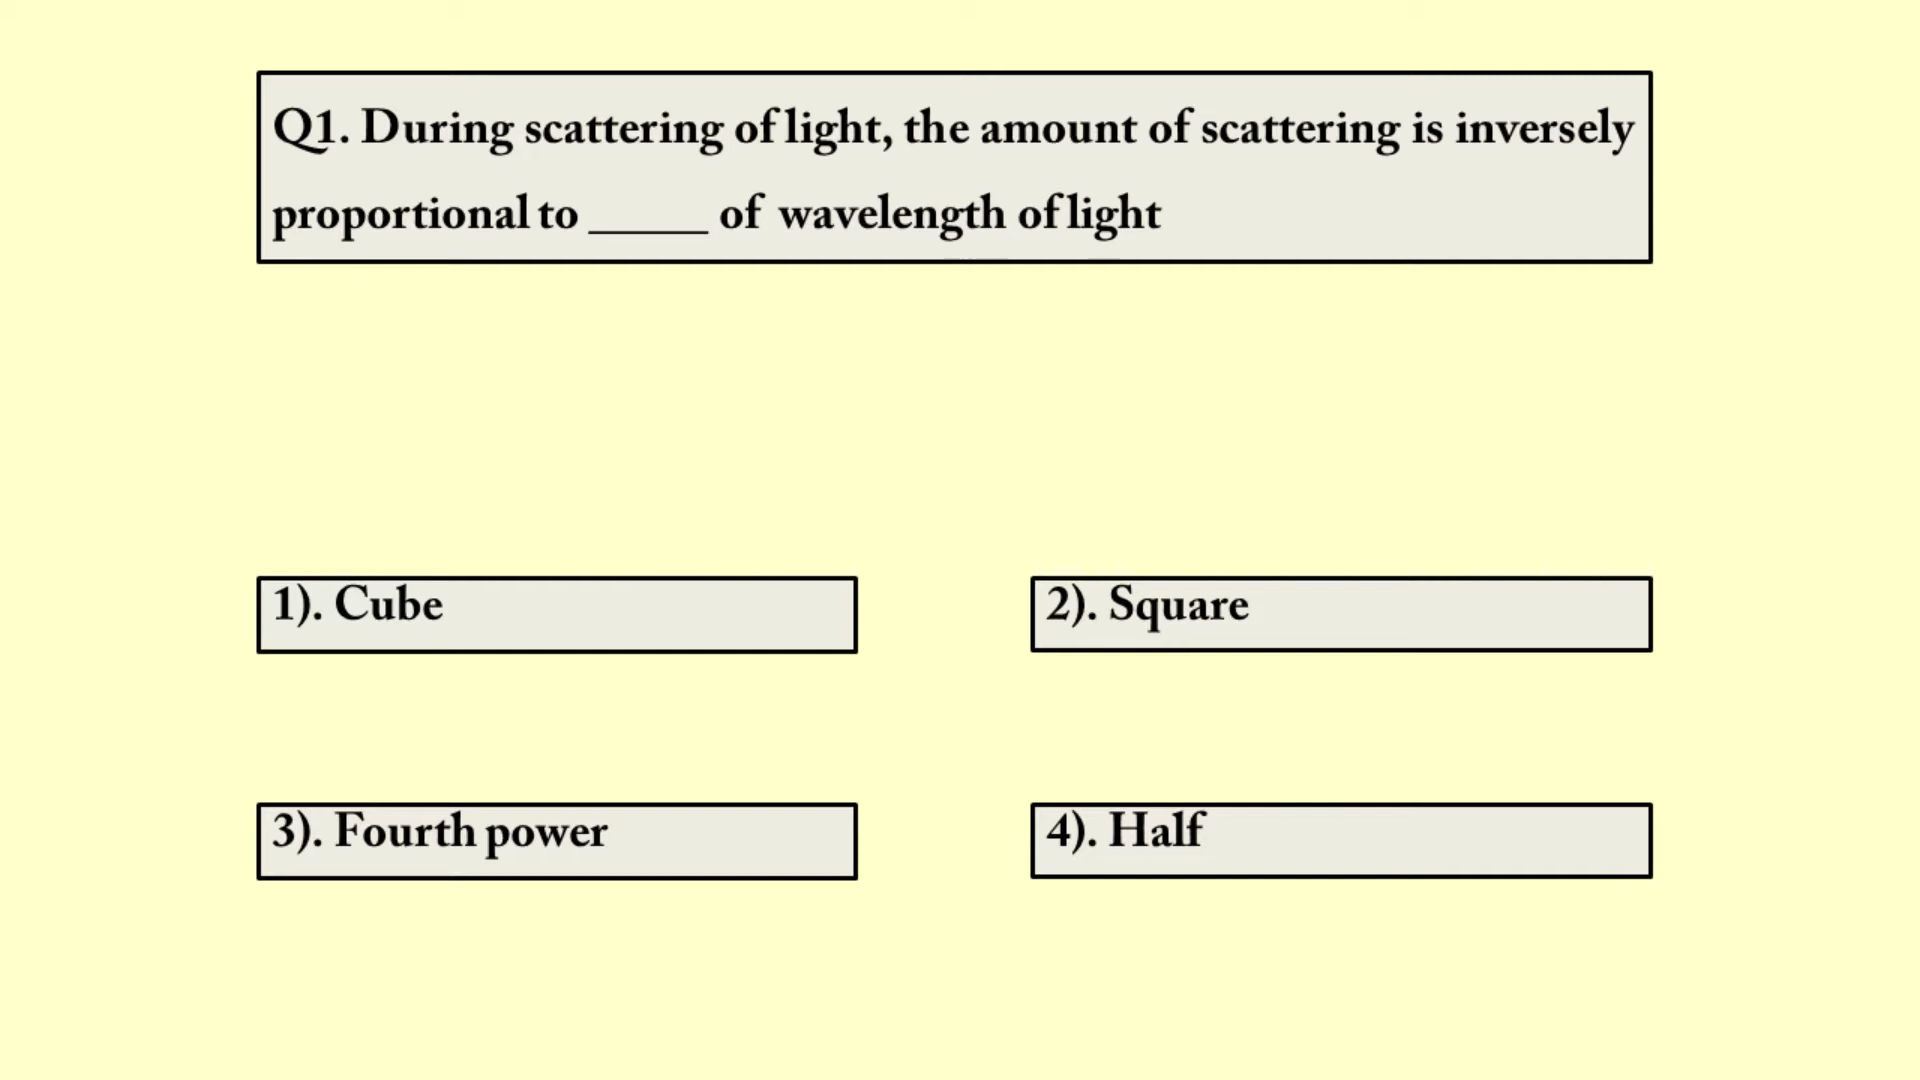 Q1. During scattering of light, the amount of scattering is inversely
proportional to _____ of wavelength of light
1). Cube
2). Square
3). Fourth power
4). Half